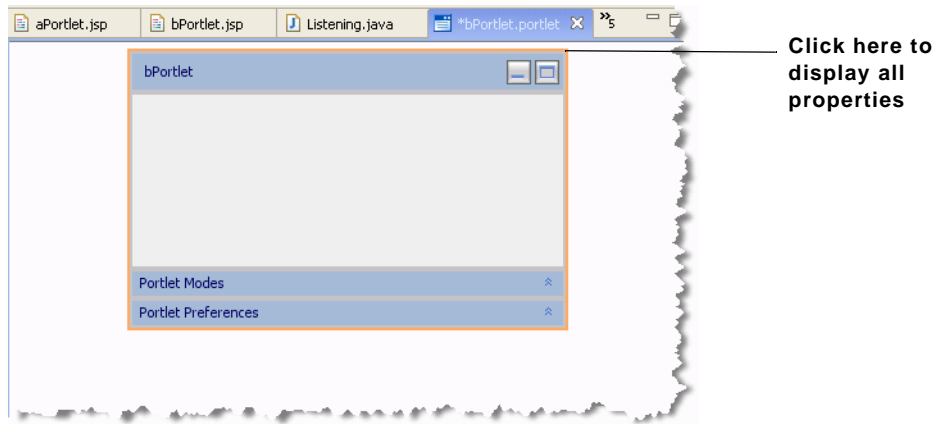 aPortlet.jsp bPortlet.jsp Listening.java *bPortlet.portlet »5
Click here to
display all
properties
bPortlet
Portlet Modes
Portlet Preferences